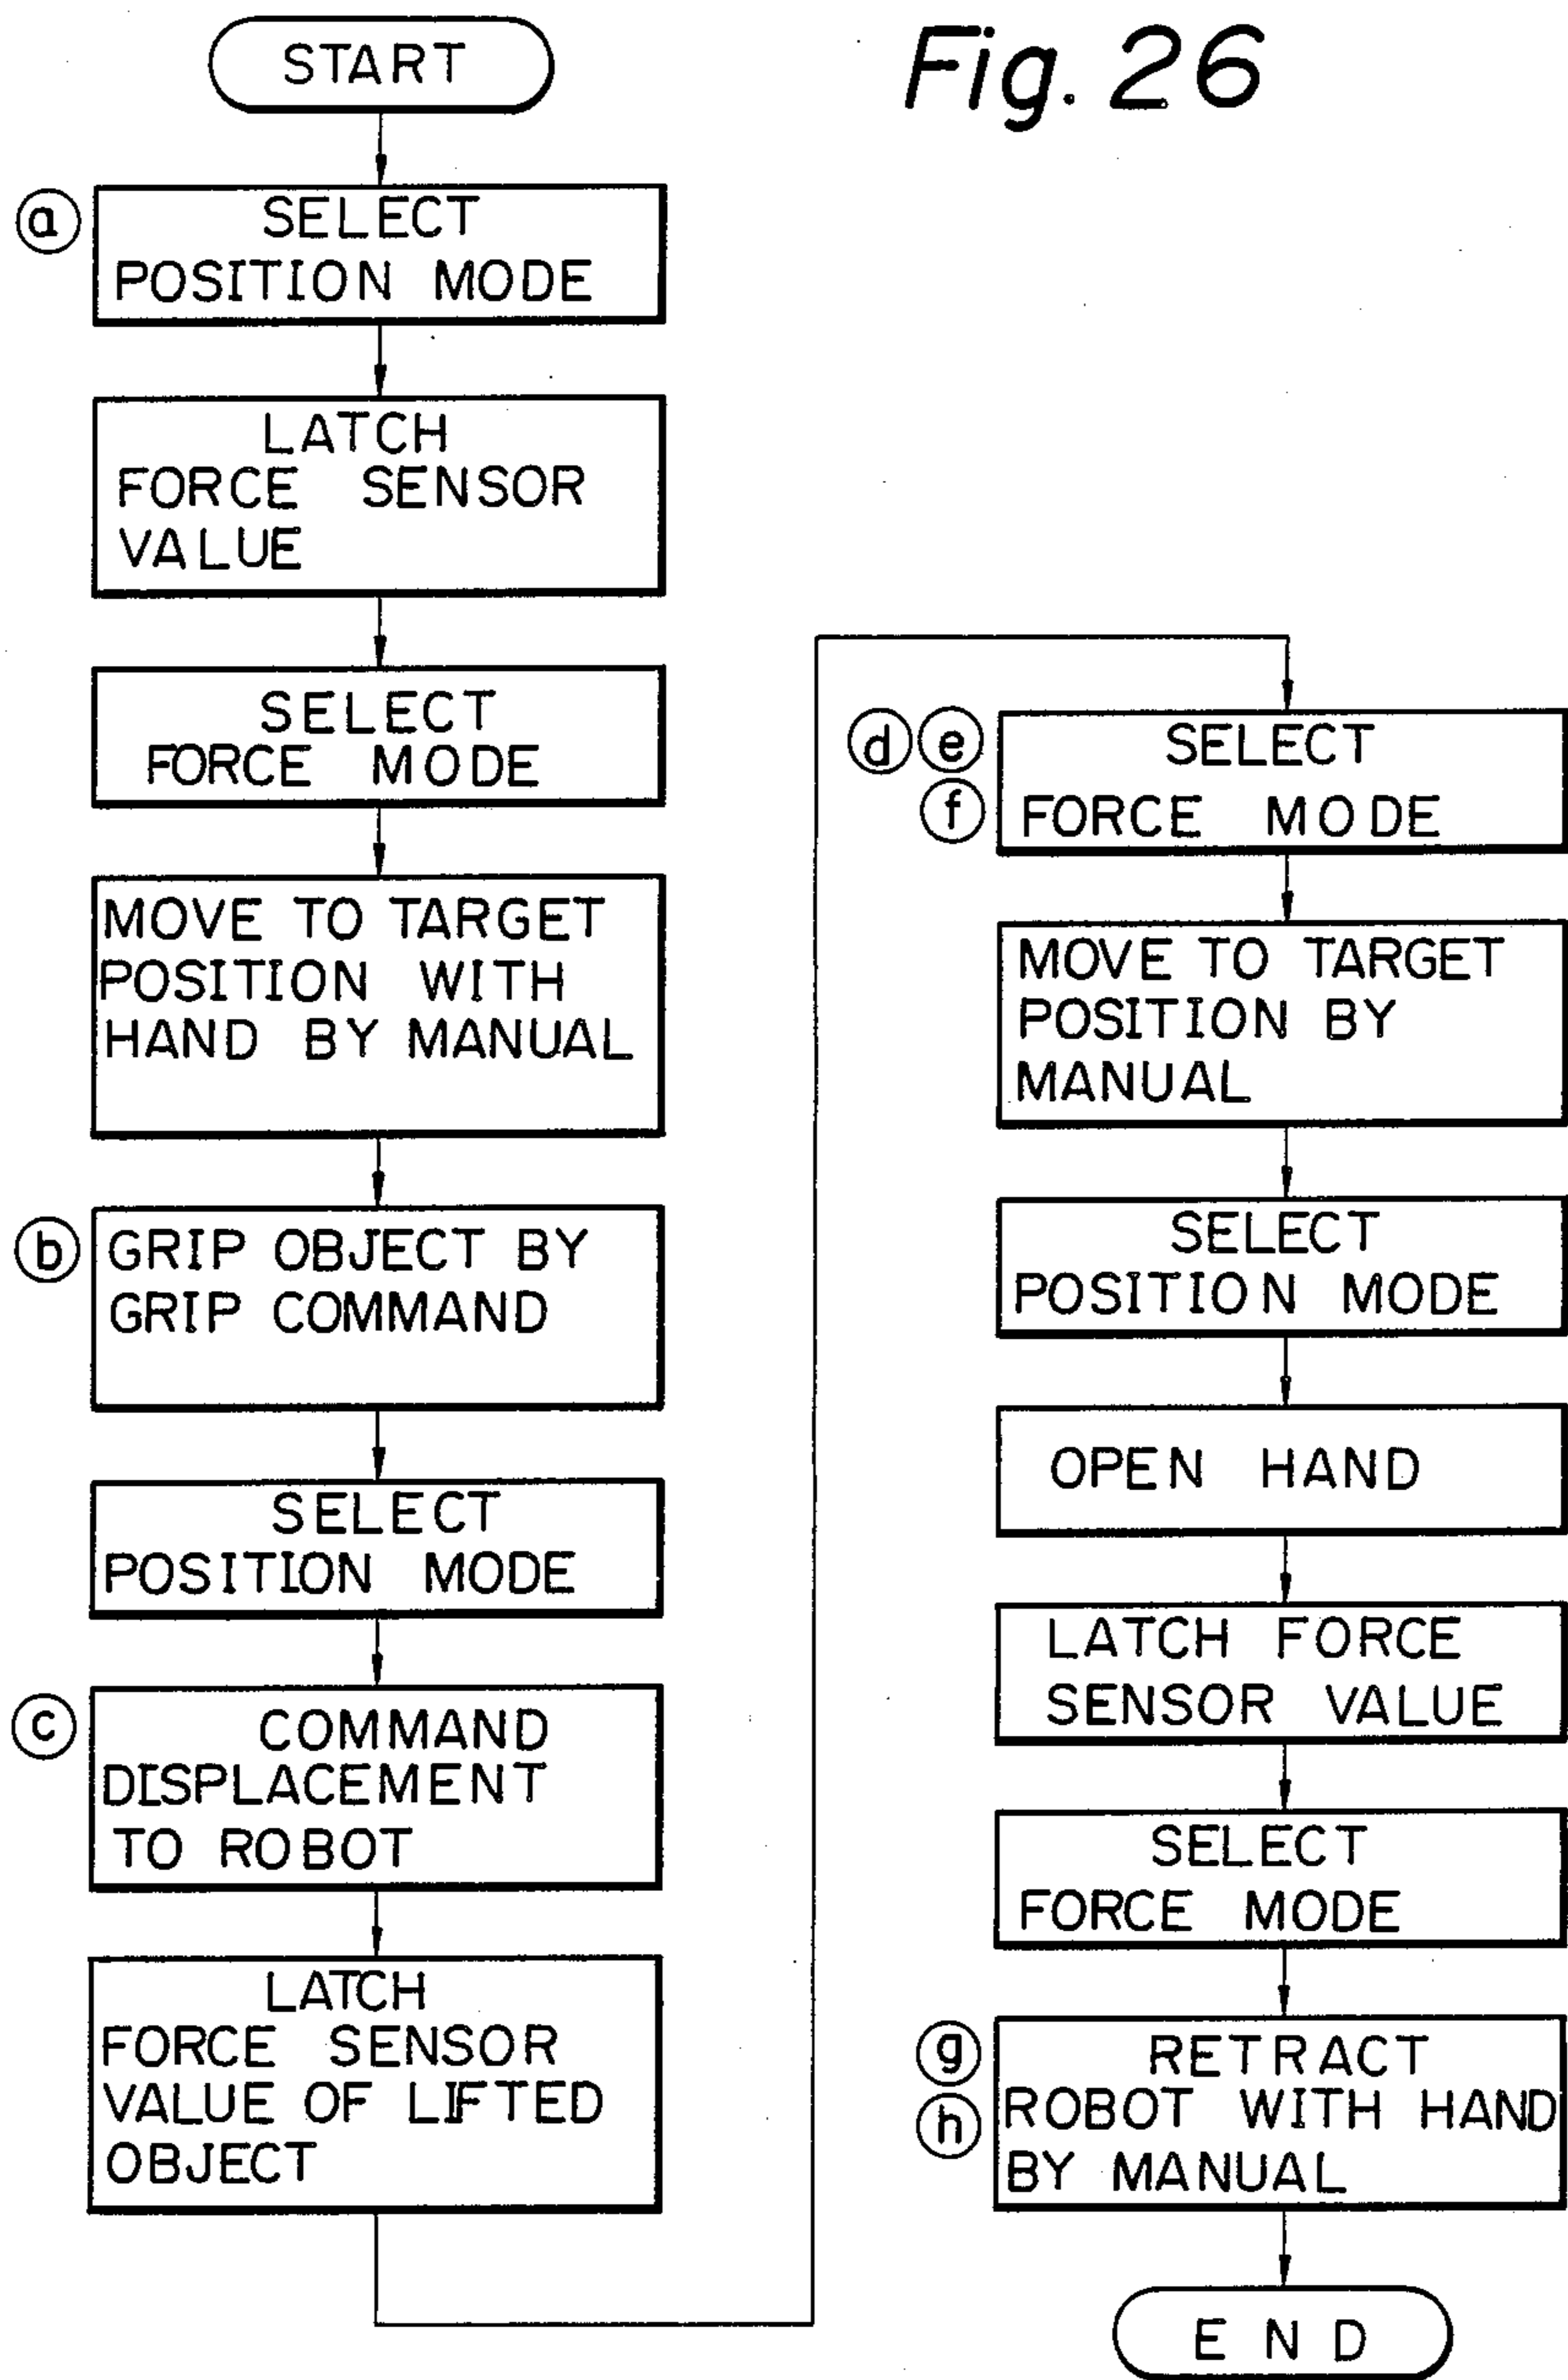 Fig. 26
START
a
SELECT
POSITION MODE
LATCH
FORCE SENSOR
VALUE
SELECT
FORCE MODE
MOVE TO TARGET
POSITION WITH
HAND BY MANUAL
b
GRIP OBJECT BY
GRIP COMMAND
SELECT
POSITION MODE
c
COMMAND
DISPLACEMENT
TO ROBOT
LATCH
FORCE SENSOR
VALUE OF LIFTED
OBJECT
d e
f
SELECT
FORCE MODE
MOVE TO TARGET
POSITION BY
MANUAL
SELECT
POSITION MODE
OPEN HAND
LATCH FORCE
SENSOR VALUE
SELECT
FORCE MODE
g
h
RETRACT
ROBOT WITH HAND
BY MANUAL
END